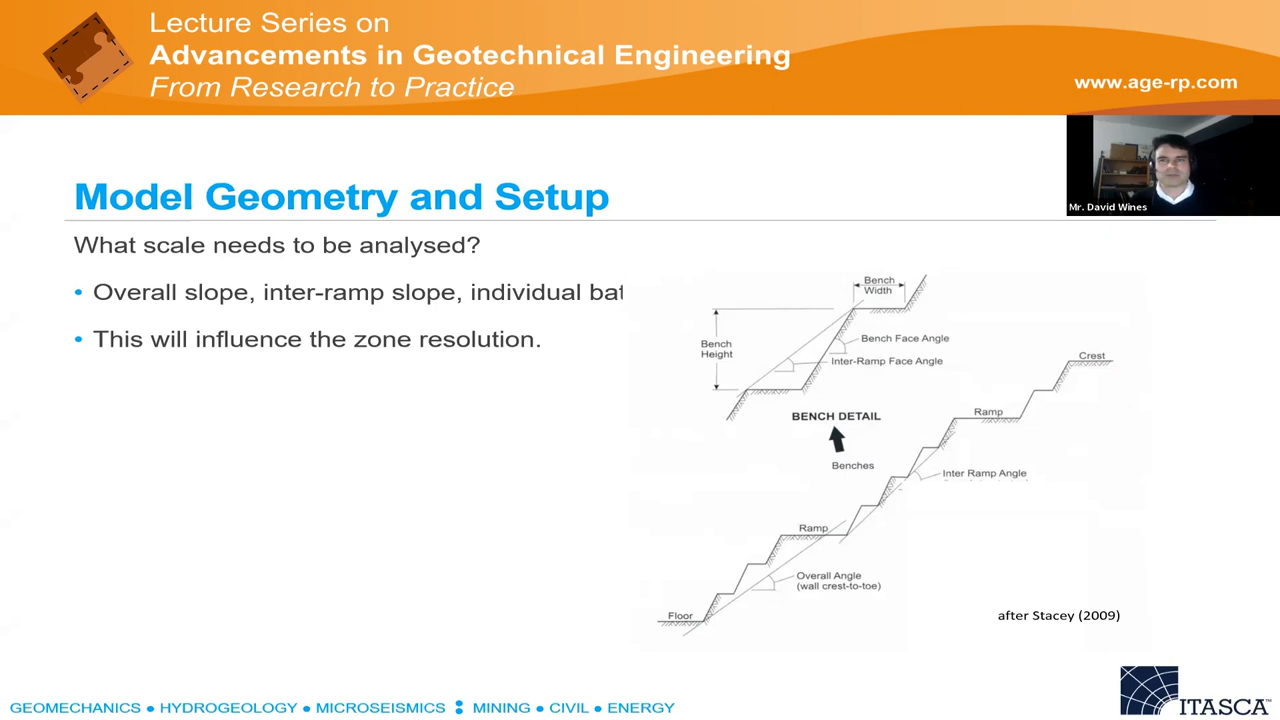 Lecture Series on
Advancements in Geotechnical Engineering
From Research to Practice
www.age-rp.com
Mr. David Wines
Model Geometry and Setup
What scale needs to be analysed?
• Overall slope, inter-ramp slope, individual bat
• This will influence the zone resolution.
Bench
Width
Bench
Height
Bench Face Angle
Inter-Ramp Face Angle
BENCH DETAIL
Benches
Crest
Ramp
Inter Ramp Angle
Ramp
Overall Angle
(wall crest-to-toe)
Floor
after Stacey (2009)
GEOMECHANICS ● HYDROGEOLOGY ● MICROSEISMICS : MINING ● CIVIL ● ENERGY
ITASCA™